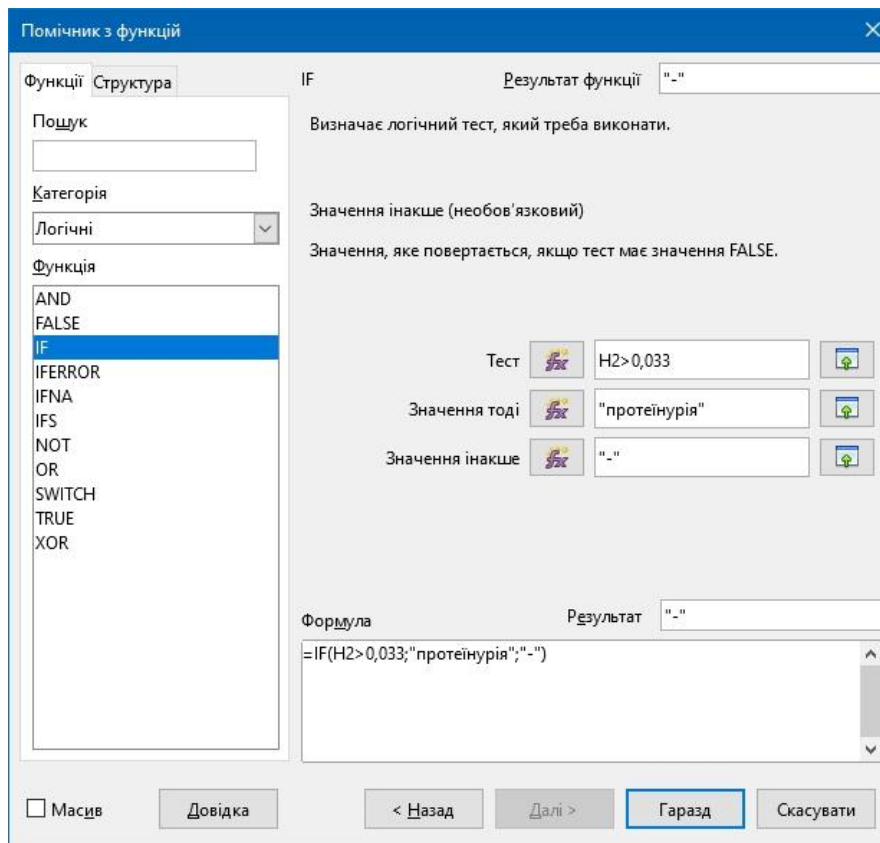 Помічник з функцій
Функції Структура
IF Результат функції "-"
Пошук
Визначає логічний тест, який треба виконати.
Категорія
Логічні
Значення інакше (необов'язковий)
Функція
Значення, яке повертається, якщо тест має значення FALSE.
AND
FALSE
IF
IFERROR
IFNA
IFS
NOT
OR
SWITCH
TRUE
XOR
Тест fx H2>0,033
Значення тоді fx "протеїнурія"
Значення інакше fx "-"
Формула Результат "-"
=IF(H2>0,033;"протеїнурія";"-")
Масив Довідка < Назад Далі > Гаразд Скасувати